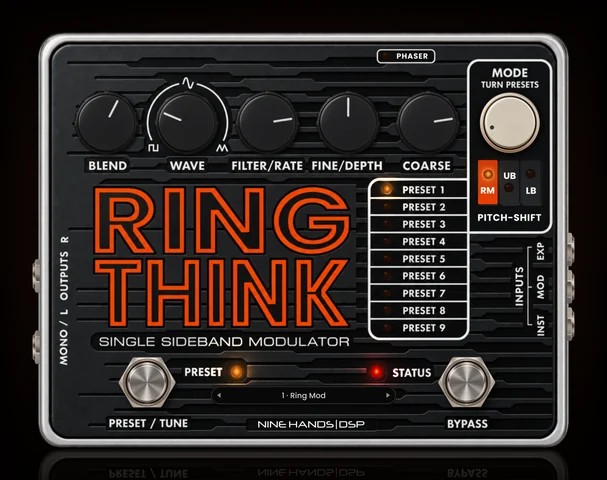 PHASER
MODE
TURN PRESETS
BLEND
WAVE
FILTER/RATE
FINE/DEPTH
COARSE
RM
UB
LB
PITCH-SHIFT
RING
THINK
SINGLE SIDEBAND MODULATOR
PRESET 1
PRESET 2
PRESET 3
PRESET 4
PRESET 5
PRESET 6
PRESET 7
PRESET 8
PRESET 9
MONO / L OUTPUTS R
INPUTS
EXP
MOD
INST
PRESET
STATUS
1 · Ring Mod
PRESET / TUNE
NINE HANDS|DSP
BYPASS